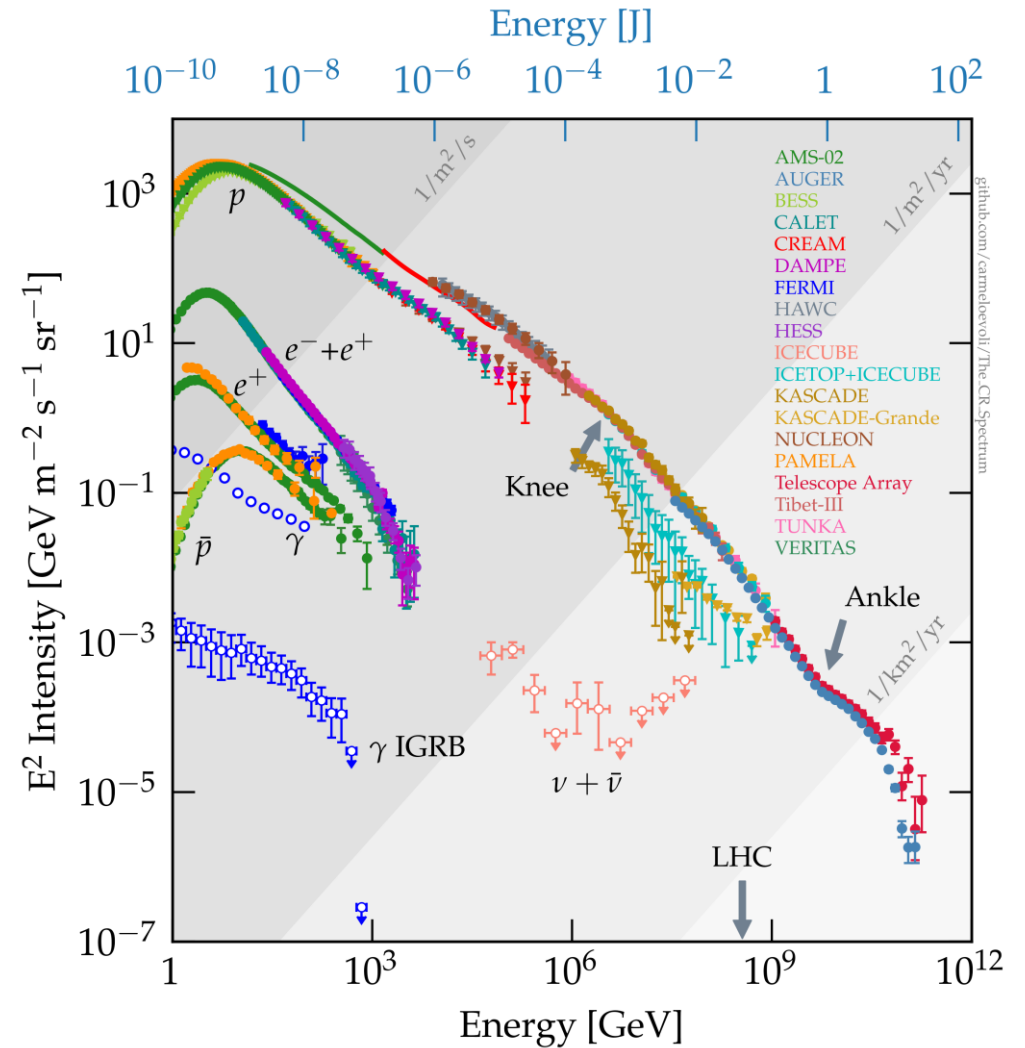 Energy [J]
10⁻¹⁰ 10⁻⁸ 10⁻⁶ 10⁻⁴ 10⁻² 1 10²
1/m²/s
1/m²/yr
1/km²/yr
AMS-02
AUGER
BESS
CALET
CREAM
DAMPE
FERMI
HAWC
HESS
ICECUBE
ICETOP+ICECUBE
KASCADE
KASCADE-Grande
NUCLEON
PAMELA
Telescope Array
Tibet-III
TUNKA
VERITAS
github.com/carmeloevoli/The_CR_Spectrum
E² Intensity [GeV m⁻² s⁻¹ sr⁻¹]
10³
10¹
10⁻¹
10⁻³
10⁻⁵
10⁻⁷
p
e⁻+e⁺
e⁺
p̄
γ
Knee
Ankle
γ IGRB
ν + ν̄
LHC
1 10³ 10⁶ 10⁹ 10¹²
Energy [GeV]